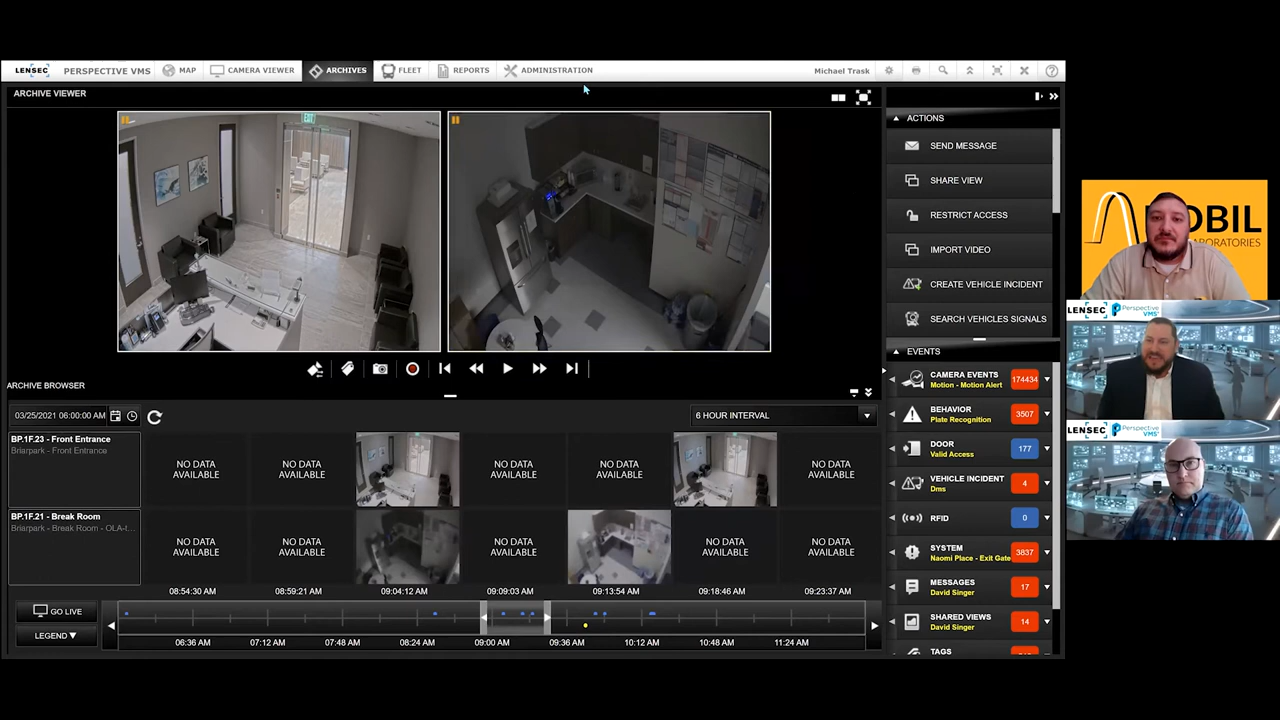 LENSEC
PERSPECTIVE VMS
MAP
CAMERA VIEWER
ARCHIVES
FLEET
REPORTS
ADMINISTRATION
Michael Trask
ARCHIVE VIEWER
EXIT
ARCHIVE BROWSER
03/25/2021 06:00:00 AM
6 HOUR INTERVAL
BP.1F.23 - Front Entrance
Briarpark - Front Entrance
NO DATA AVAILABLE
NO DATA AVAILABLE
NO DATA AVAILABLE
NO DATA AVAILABLE
NO DATA AVAILABLE
BP.1F.21 - Break Room
Briarpark - Break Room - OLA-t...
NO DATA AVAILABLE
NO DATA AVAILABLE
NO DATA AVAILABLE
NO DATA AVAILABLE
NO DATA AVAILABLE
08:54:30 AM 08:59:21 AM 09:04:12 AM 09:09:03 AM 09:13:54 AM 09:18:46 AM 09:23:37 AM
GO LIVE
LEGEND ▼
06:36 AM 07:12 AM 07:48 AM 08:24 AM 09:00 AM 09:36 AM 10:12 AM 10:48 AM 11:24 AM
ACTIONS
SEND MESSAGE
SHARE VIEW
RESTRICT ACCESS
IMPORT VIDEO
CREATE VEHICLE INCIDENT
SEARCH VEHICLES SIGNALS
EVENTS
CAMERA EVENTS
Motion - Motion Alert
174434
BEHAVIOR
Plate Recognition
3507
DOOR
Valid Access
177
VEHICLE INCIDENT
Dms
4
RFID
0
SYSTEM
Naomi Place - Exit Gate
3837
MESSAGES
David Singer
17
SHARED VIEWS
David Singer
14
TAGS
OBIL
ORATORIES
LENSEC
Perspective
VMS
LENSEC
Perspective
VMS